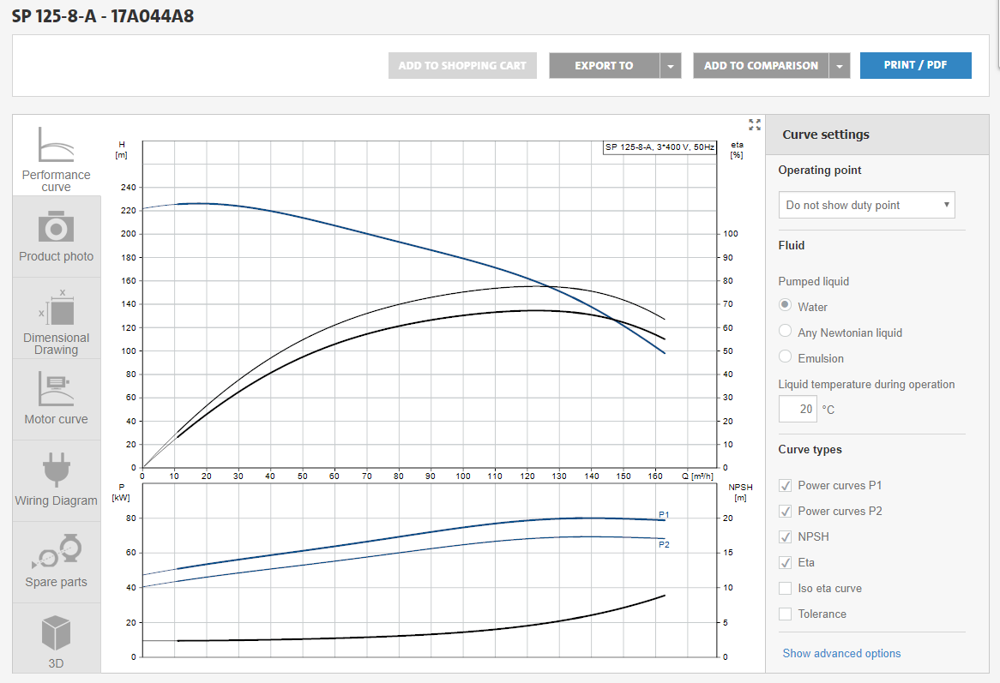 SP 125-8-A - 17A044A8
ADD TO SHOPPING CART
EXPORT TO
ADD TO COMPARISON
PRINT / PDF
Performance
curve
Product photo
x
x
Dimensional
Drawing
Motor curve
Wiring Diagram
Spare parts
3D
H
[m]
SP 125-8-A, 3*400 V, 50Hz
eta
[%]
240
220
200
180
160
140
120
100
80
60
40
20
0
100
90
80
70
60
50
40
30
20
10
0
0 10 20 30 40 50 60 70 80 90 100 110 120 130 140 150 160 Q [m³/h]
P
[kW]
NPSH
[m]
80
60
40
20
0
P1
P2
20
15
10
5
0
Curve settings
Operating point
Do not show duty point
Fluid
Pumped liquid
Water
Any Newtonian liquid
Emulsion
Liquid temperature during operation
20 °C
Curve types
Power curves P1
Power curves P2
NPSH
Eta
Iso eta curve
Tolerance
Show advanced options